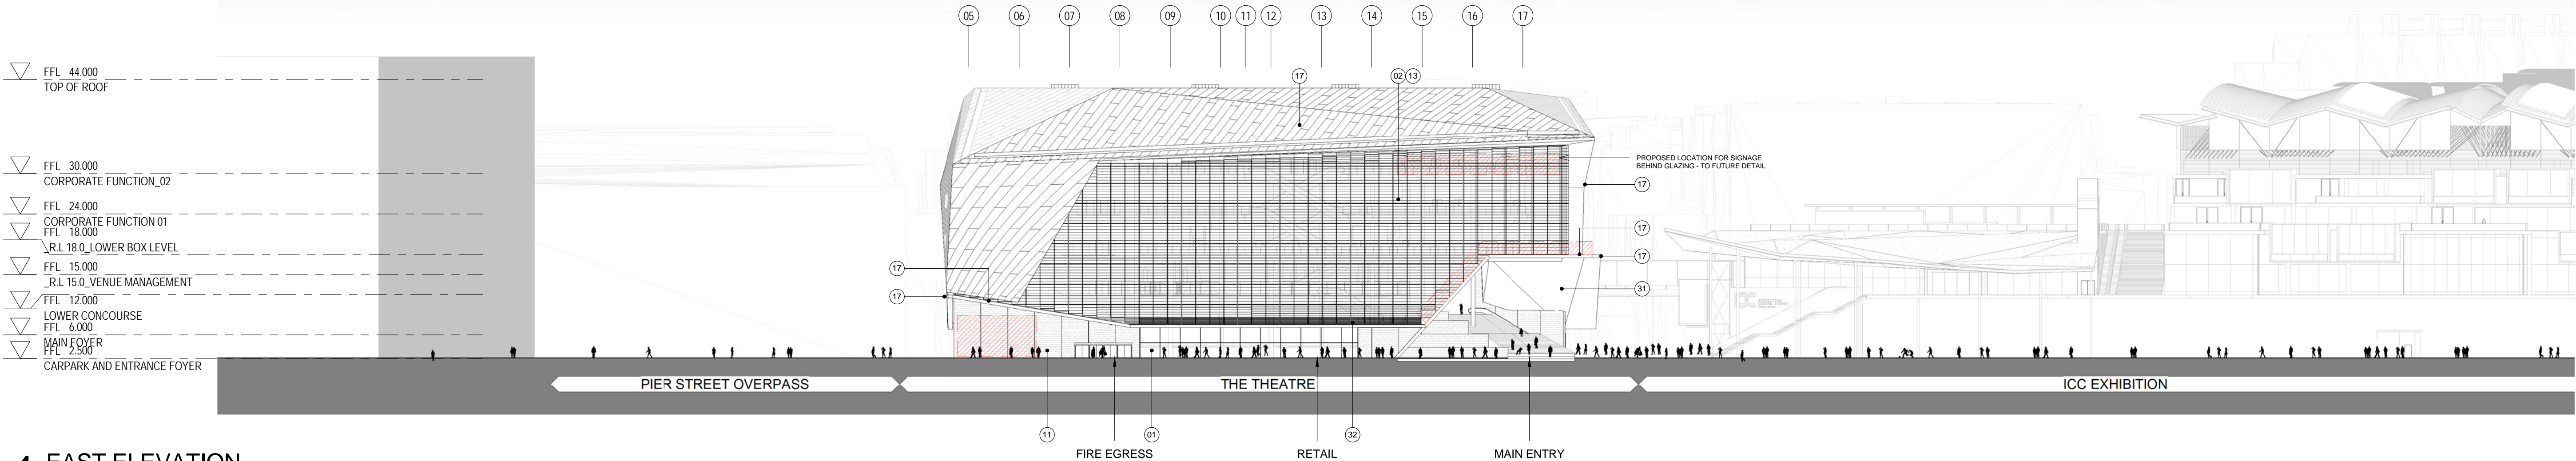 05 06 07 08 09 10 11 12 13 14 15 16 17
FFL 44.000
TOP OF ROOF
17
02 13
FFL 30.000
CORPORATE FUNCTION_02
PROPOSED LOCATION FOR SIGNAGE
BEHIND GLAZING - TO FUTURE DETAIL
17
FFL 24.000
CORPORATE FUNCTION 01
FFL 18.000
_R.L 18.0_LOWER BOX LEVEL
17
17
FFL 15.000
_R.L 15.0_VENUE MANAGEMENT
17
17
31
FFL 12.000
LOWER CONCOURSE
FFL 6.000
MAIN FOYER
FFL 2.500
CARPARK AND ENTRANCE FOYER
ICC
PIER STREET OVERPASS
THE THEATRE
ICC EXHIBITION
11
01
32
FIRE EGRESS
RETAIL
MAIN ENTRY
EAST ELEVATION